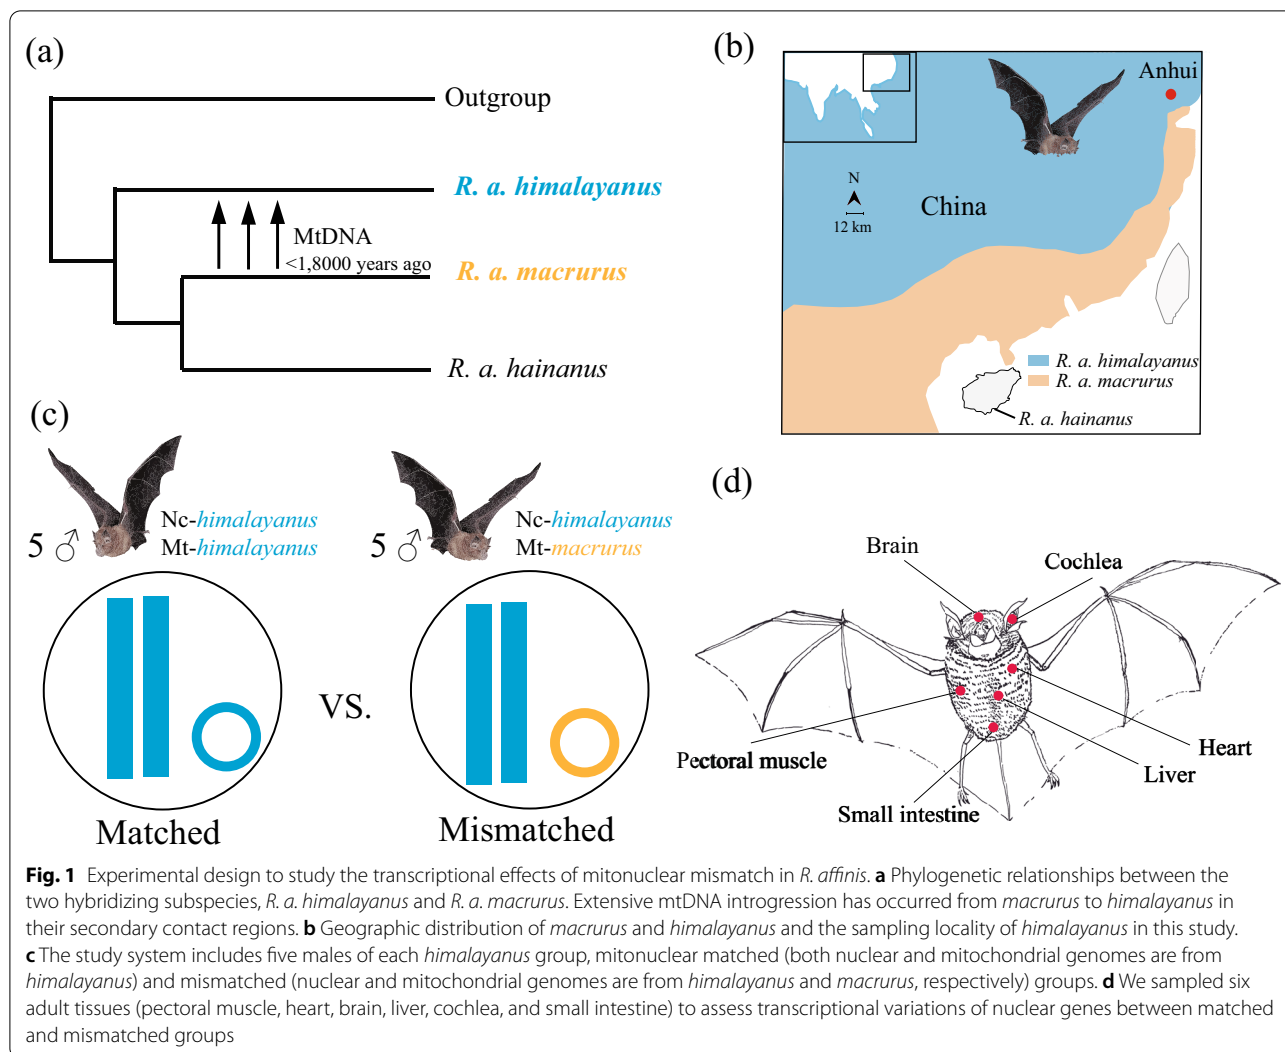 (a)
Outgroup
R. a. himalayanus
MtDNA
<1,8000 years ago
R. a. macrurus
R. a. hainanus
(b)
Anhui
N
12 km
China
R. a. himalayanus
R. a. macrurus
R. a. hainanus
(c)
5 ♂
Nc-himalayanus
Mt-himalayanus
5 ♂
Nc-himalayanus
Mt-macrurus
VS.
Matched
Mismatched
(d)
Brain
Cochlea
Pectoral muscle
Heart
Liver
Small intestine
Fig. 1 Experimental design to study the transcriptional effects of mitonuclear mismatch in R. affinis. a Phylogenetic relationships between the
two hybridizing subspecies, R. a. himalayanus and R. a. macrurus. Extensive mtDNA introgression has occurred from macrurus to himalayanus in
their secondary contact regions. b Geographic distribution of macrurus and himalayanus and the sampling locality of himalayanus in this study.
c The study system includes five males of each himalayanus group, mitonuclear matched (both nuclear and mitochondrial genomes are from
himalayanus) and mismatched (nuclear and mitochondrial genomes are from himalayanus and macrurus, respectively) groups. d We sampled six
adult tissues (pectoral muscle, heart, brain, liver, cochlea, and small intestine) to assess transcriptional variations of nuclear genes between matched
and mismatched groups